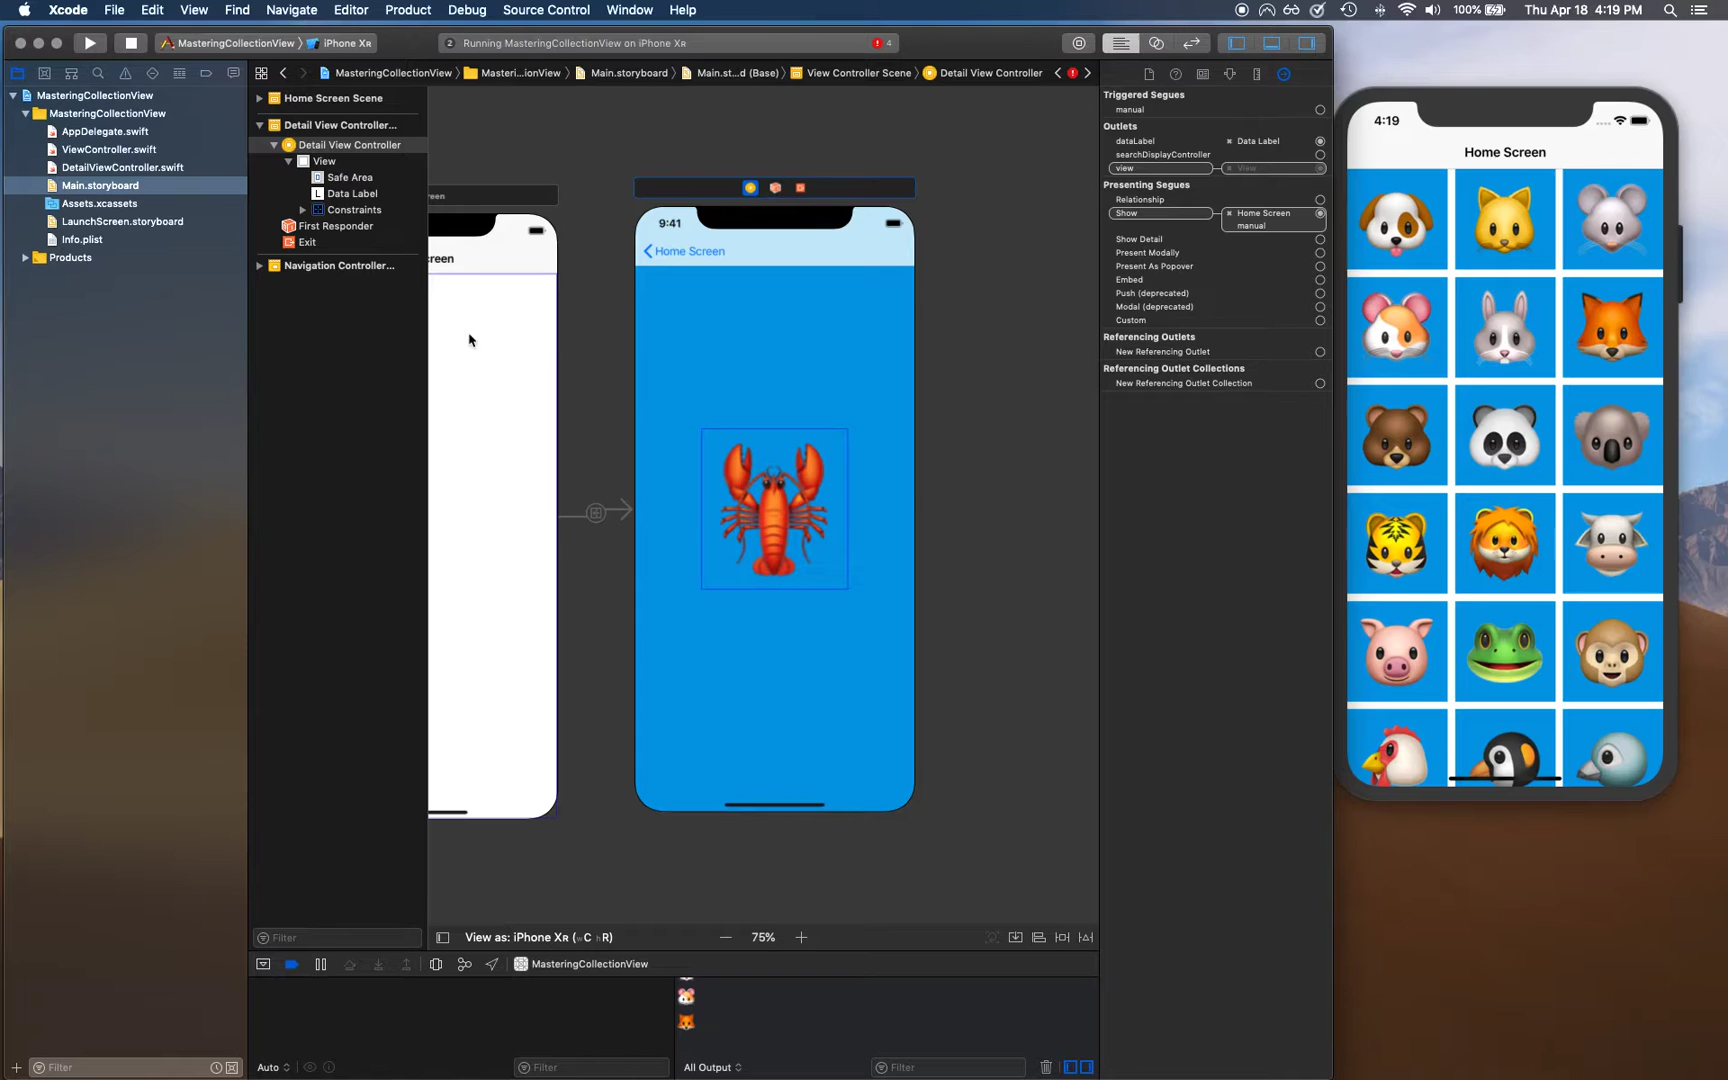 Xcode File Edit View Find Navigate Editor Product Debug Source Control Window Help 100% Thu Apr 18 4:19 PM
MasteringCollectionView iPhone XR
2 Running MasteringCollectionView on iPhone XR 4
MasteringCollectionView Masteri...ionView Main.storyboard Main.st...d (Base) View Controller Scene Detail View Controller
MasteringCollectionView
MasteringCollectionView
AppDelegate.swift
ViewController.swift
DetailViewController.swift
Main.storyboard
Assets.xcassets
LaunchScreen.storyboard
Info.plist
Products
Home Screen Scene
Detail View Controller...
Detail View Controller
View
Safe Area
L Data Label
Constraints
First Responder
Exit
Navigation Controller...
Filter
reen
creen
9:41
Home Screen
View as: iPhone XR (wC hR)
75%
Triggered Segues
manual
Outlets
dataLabel Data Label
searchDisplayController
view View
Presenting Segues
Relationship
Show Home Screen
manual
Show Detail
Present Modally
Present As Popover
Embed
Push (deprecated)
Modal (deprecated)
Custom
Referencing Outlets
New Referencing Outlet
Referencing Outlet Collections
New Referencing Outlet Collection
4:19
Home Screen
MasteringCollectionView
Filter
Auto
Filter
All Output
Filter